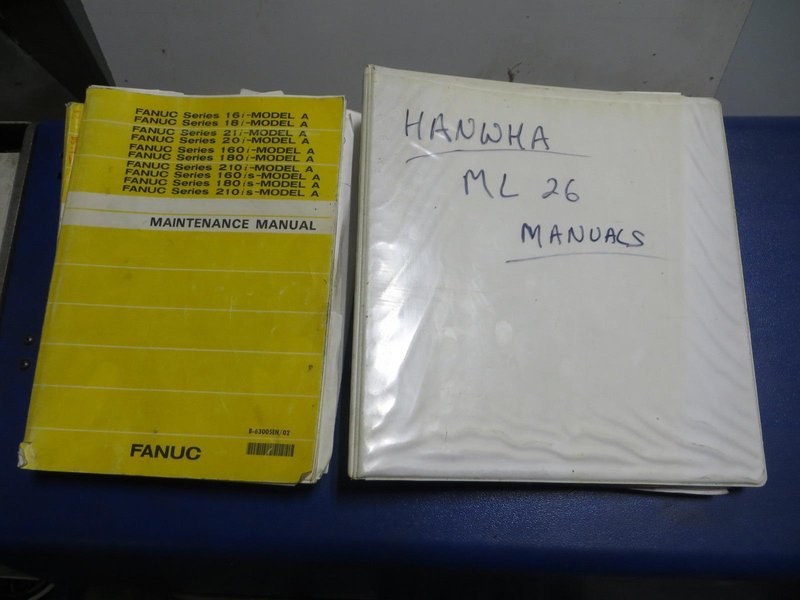 FANUC Series 16i-MODEL A
FANUC Series 18i-MODEL A
FANUC Series 21i-MODEL A
FANUC Series 20i-MODEL A
FANUC Series 160i-MODEL A
FANUC Series 180i-MODEL A
FANUC Series 210i-MODEL A
FANUC Series 160is-MODEL A
FANUC Series 180is-MODEL A
FANUC Series 210is-MODEL A
MAINTENANCE MANUAL
B-63005EN/02
FANUC
HANWHA
ML 26
MANUALS